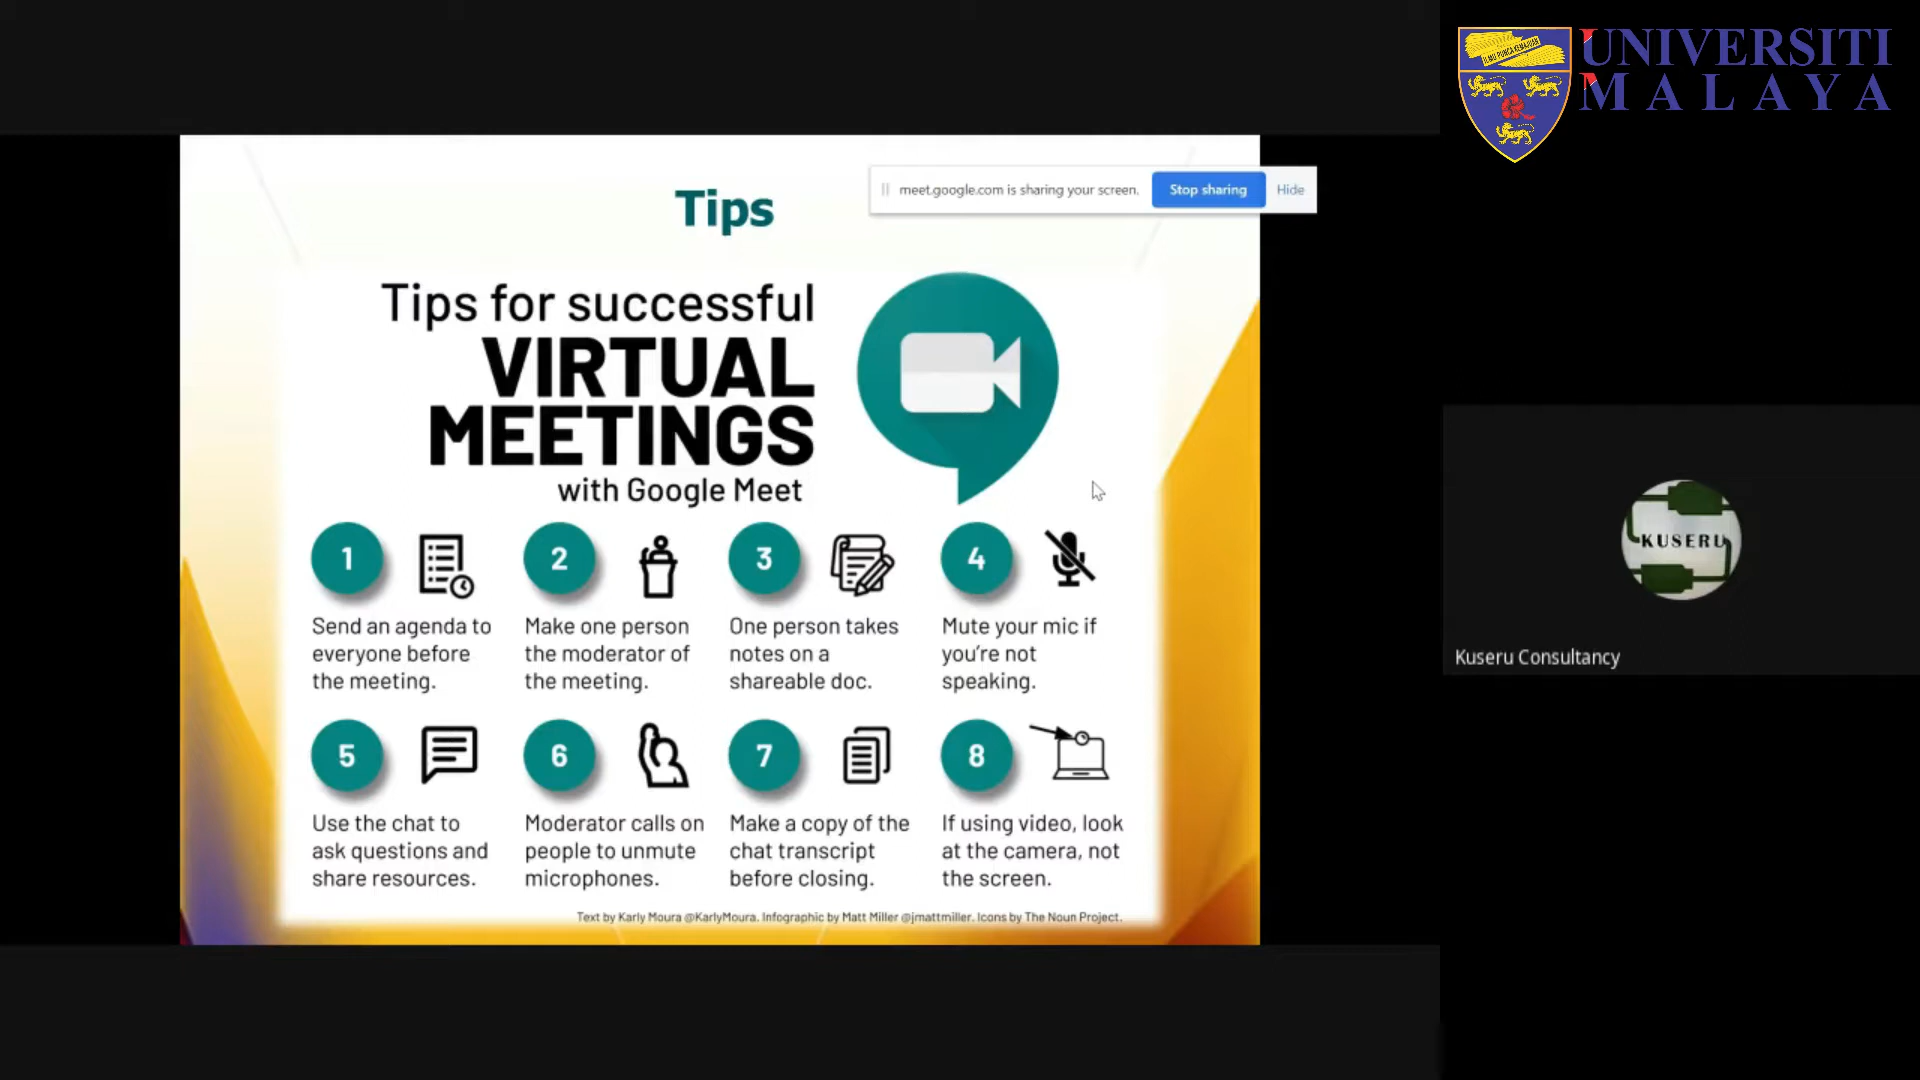 UNIVERSITI
MALAYA
ILMU PUNCA KEMAJUAN
Tips
meet.google.com is sharing your screen.
Stop sharing
Hide
Tips for successful
VIRTUAL
MEETINGS
with Google Meet
1
Send an agenda to
everyone before
the meeting.
2
Make one person
the moderator of
the meeting.
3
One person takes
notes on a
shareable doc.
4
Mute your mic if
you're not
speaking.
5
Use the chat to
ask questions and
share resources.
6
Moderator calls on
people to unmute
microphones.
7
Make a copy of the
chat transcript
before closing.
8
If using video, look
at the camera, not
the screen.
Text by Karly Moura @KarlyMoura. Infographic by Matt Miller @jmattmiller. Icons by The Noun Project.
KUSERU
Kuseru Consultancy